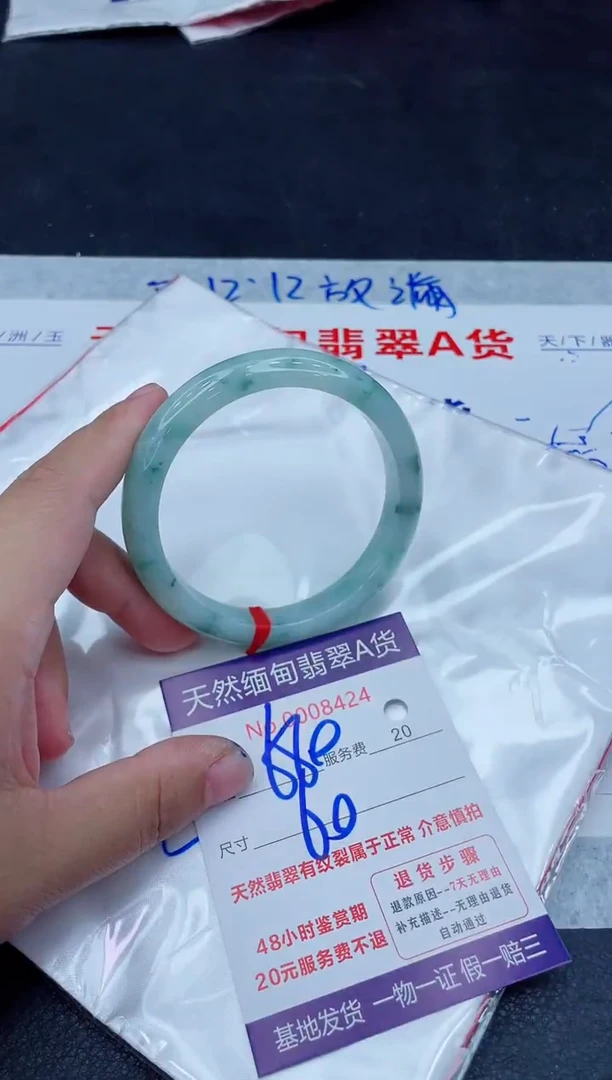 12.12放漏
洲/玉
翡翠A货
天/下/
天然缅甸翡翠A货
No.0008424
680
服务费 20
尺寸 60
天然翡翠有纹裂属于正常 介意慎拍
48小时鉴赏期
20元服务费不退
退货步骤
退款原因--7天无理由
补充描述--无理由退货
自动通过
基地发货 一物一证 假一赔三